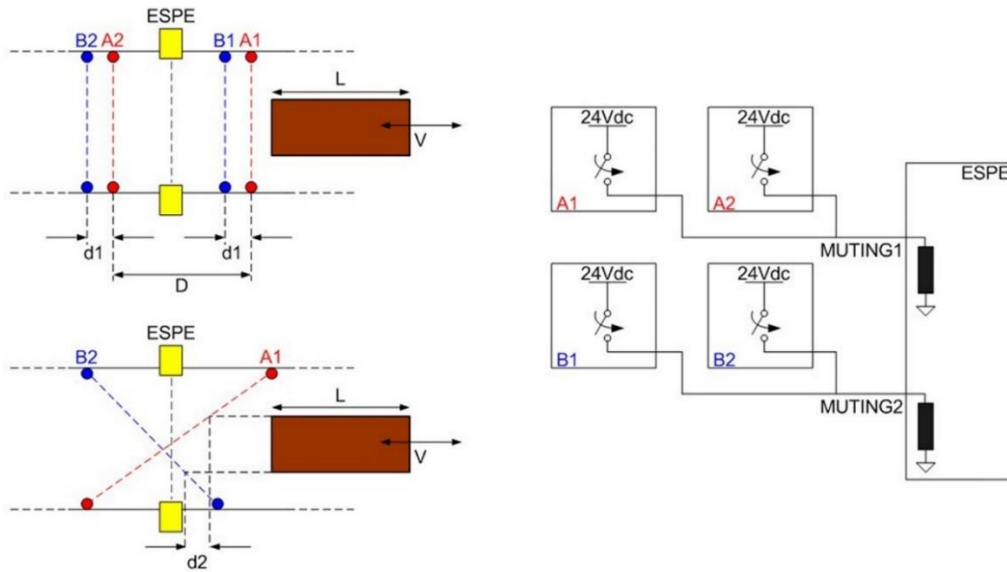 ESPE
B2 A2 B1 A1
L
V
d1 d1
D
ESPE
B2 A1
L
V
d2
24Vdc 24Vdc
A1 A2
ESPE
MUTING1
24Vdc 24Vdc
B1 B2
MUTING2